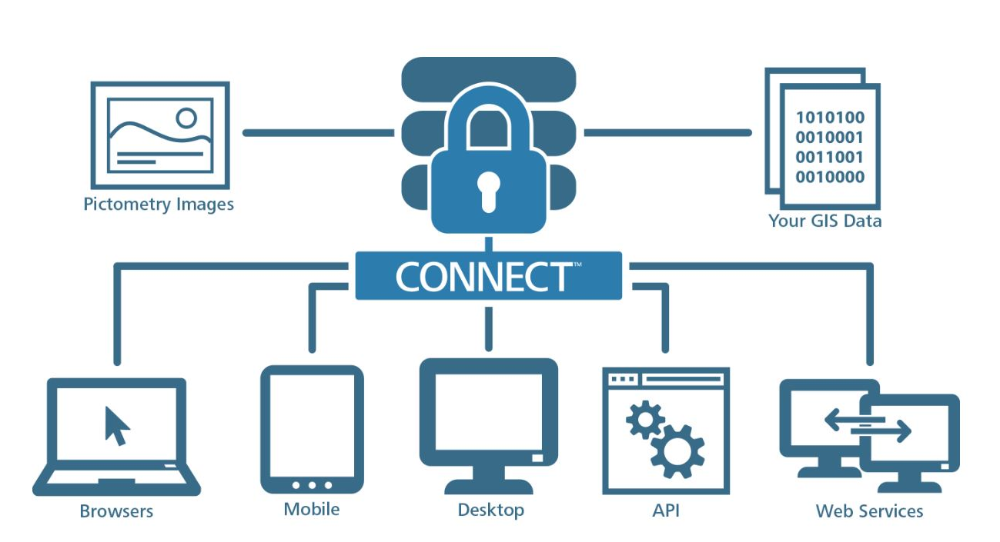 1010100
0010001
0011001
0010000
Pictometry Images
Your GIS Data
CONNECT™
Browsers
Mobile
Desktop
API
Web Services